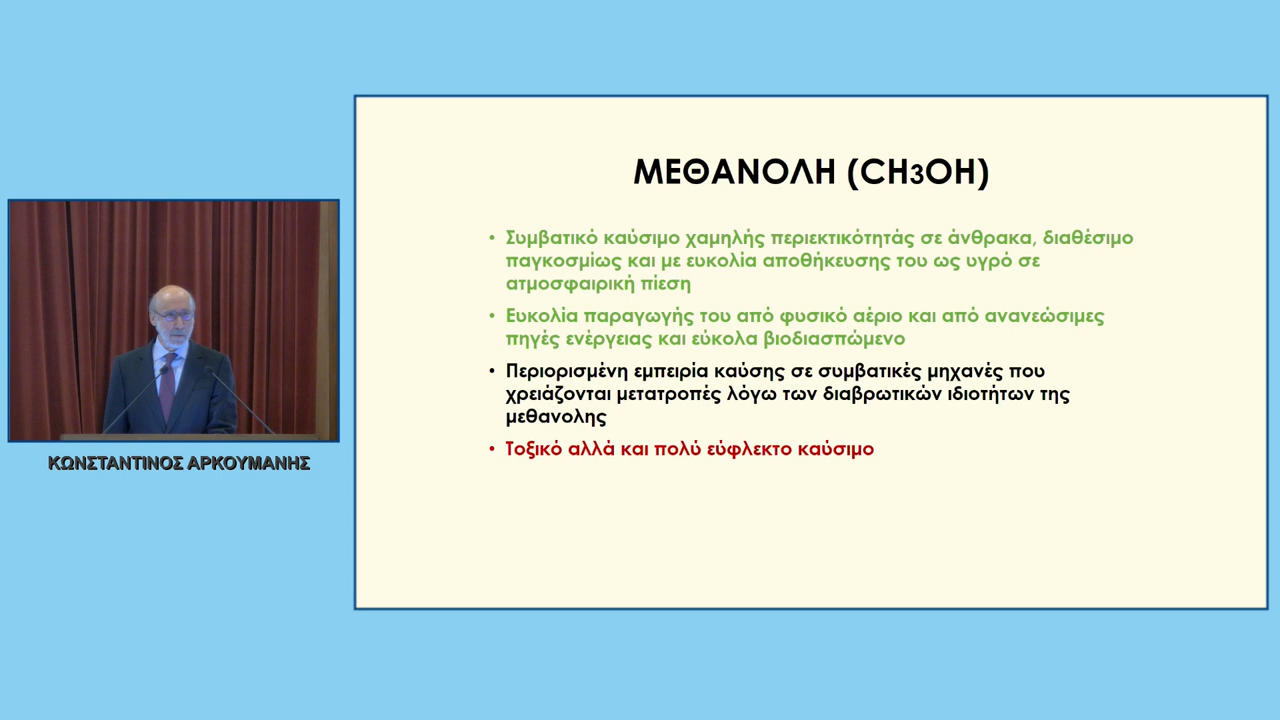 ΜΕΘΑΝΟΛΗ (CH3OH)
• Συμβατικό καύσιμο χαμηλής περιεκτικότητάς σε άνθρακα, διαθέσιμο
παγκοσμίως και με ευκολία αποθήκευσης του ως υγρό σε
ατμοσφαιρική πίεση
• Ευκολία παραγωγής του από φυσικό αέριο και από ανανεώσιμες
πηγές ενέργειας και εύκολα βιοδιασπώμενο
• Περιορισμένη εμπειρία καύσης σε συμβατικές μηχανές που
χρειάζονται μετατροπές λόγω των διαβρωτικών ιδιοτήτων της
μεθανολης
• Τοξικό αλλά και πολύ εύφλεκτο καύσιμο
ΚΩΝΣΤΑΝΤΙΝΟΣ ΑΡΚΟΥΜΑΝΗΣ